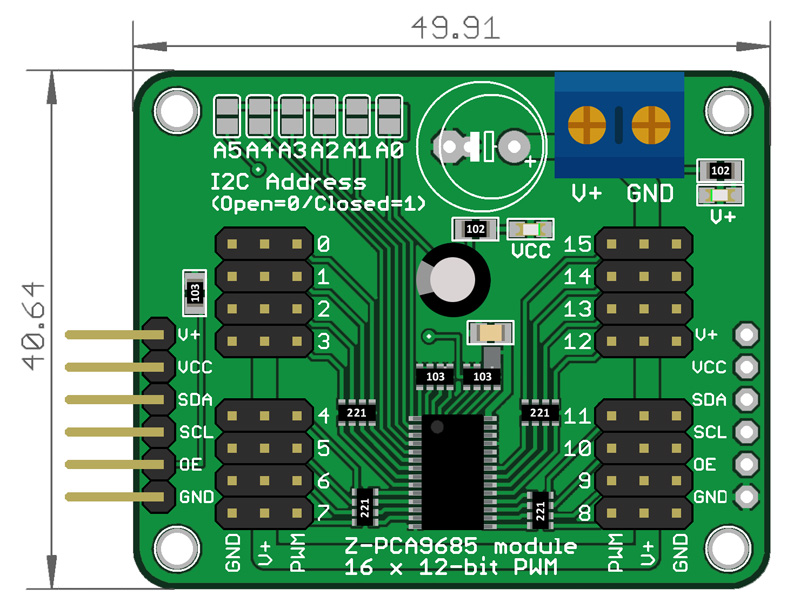 49.91
40.64
A5 A4 A3 A2 A1 A0
I2C Address
(Open=0/Closed=1)
+
V+ GND
102
V+
102
VCC
103
0
1
2
3
15
14
13
12
V+
VCC
SDA
SCL
OE
GND
V+
VCC
SDA
SCL
OE
GND
103 103
221
221
4
5
6
7
11
10
9
8
221
221
GND V+ PWM
PWM V+ GND
Z-PCA9685 module
16 x 12-bit PWM